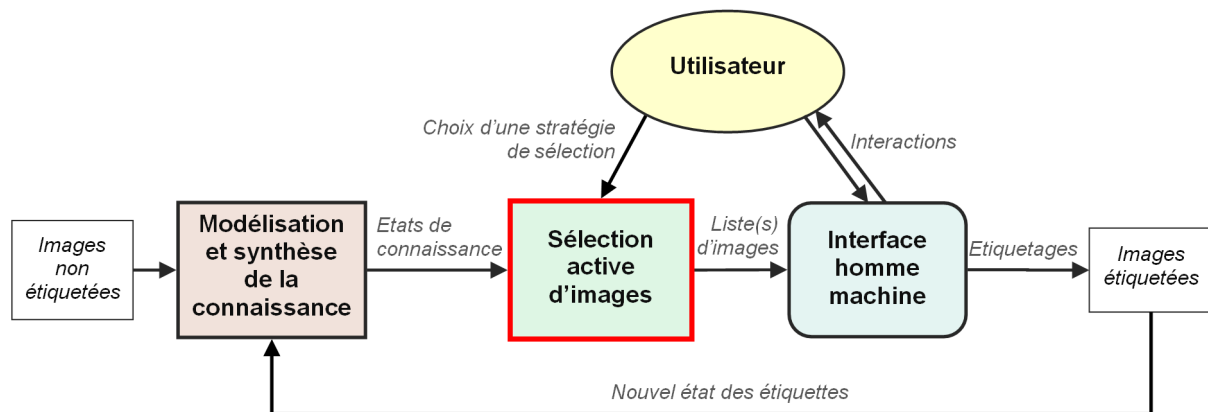 Utilisateur
Choix d’une stratégie
de sélection
Interactions
Images
non
étiquetées
Modélisation
et synthèse
de la
connaissance
Etats de
connaissance
Sélection
active
d’images
Liste(s)
d’images
Interface
homme
machine
Etiquetages
Images
étiquetées
Nouvel état des étiquettes